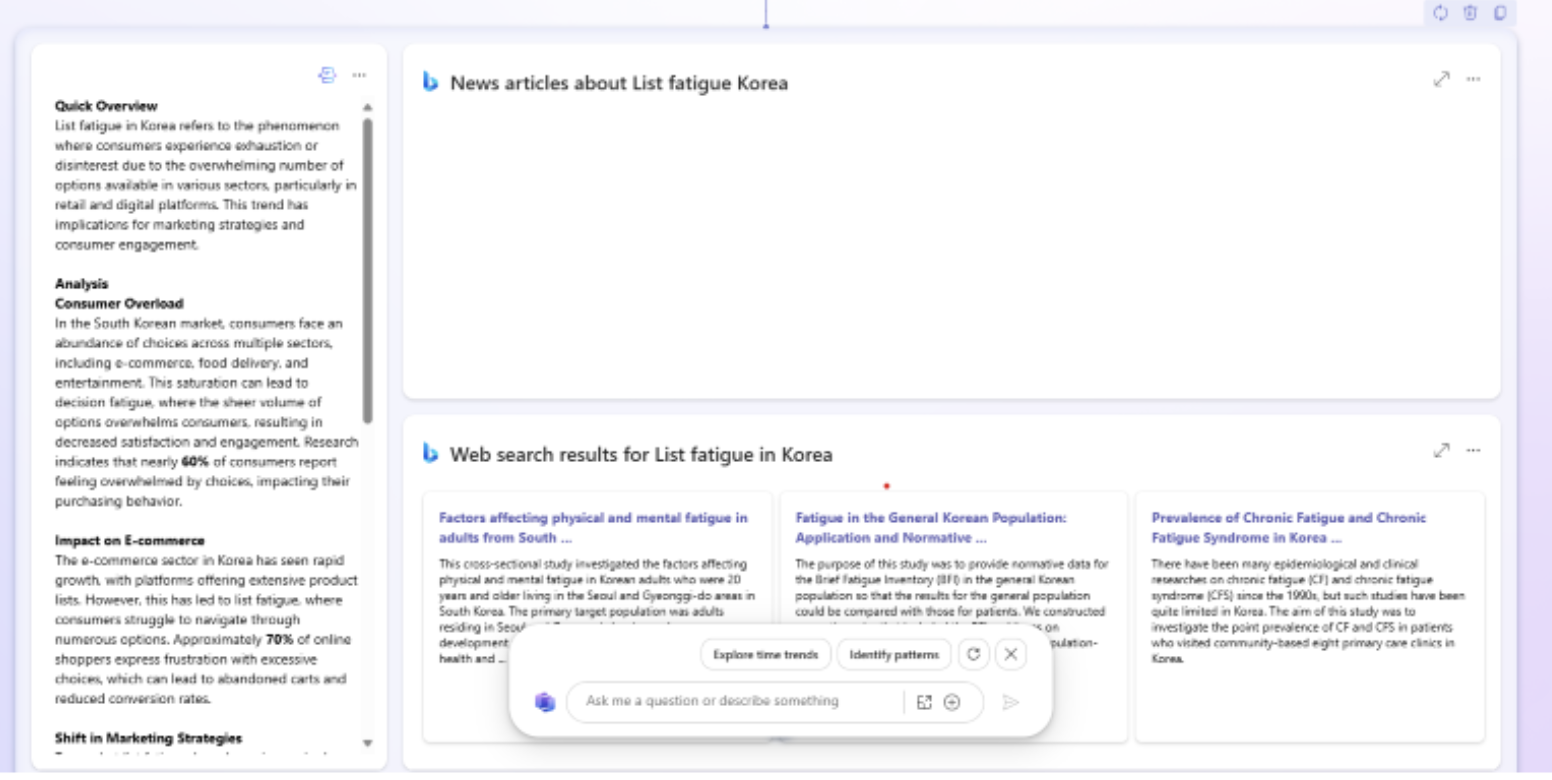 Quick Overview
List fatigue in Korea refers to the phenomenon
where consumers experience exhaustion or
disinterest due to the overwhelming number of
options available in various sectors, particularly in
retail and digital platforms. This trend has
implications for marketing strategies and
consumer engagement.
Analysis
Consumer Overload
In the South Korean market, consumers face an
abundance of choices across multiple sectors,
including e-commerce, food delivery, and
entertainment. This saturation can lead to
decision fatigue, where the sheer volume of
options overwhelms consumers, resulting in
decreased satisfaction and engagement. Research
indicates that nearly 60% of consumers report
feeling overwhelmed by choices, impacting their
purchasing behavior.
Impact on E-commerce
The e-commerce sector in Korea has seen rapid
growth, with platforms offering extensive product
lists. However, this has led to list fatigue, where
consumers struggle to navigate through
numerous options. Approximately 70% of online
shoppers express frustration with excessive
choices, which can lead to abandoned carts and
reduced conversion rates.
Shift in Marketing Strategies
News articles about List fatigue Korea
Web search results for List fatigue in Korea
Factors affecting physical and mental fatigue in
adults from South ...
This cross-sectional study investigated the factors affecting
physical and mental fatigue in Korean adults who were 20
years and older living in the Seoul and Gyeonggi-do areas in
South Korea. The primary target population was adults
residing in Seoul
development
health and ...
Fatigue in the General Korean Population:
Application and Normative ...
The purpose of this study was to provide normative data for
the Brief Fatigue Inventory (BFI) in the general Korean
population so that the results for the general population
could be compared with those for patients. We constructed
on
Prevalence of Chronic Fatigue and Chronic
Fatigue Syndrome in Korea ...
There have been many epidemiological and clinical
researches on chronic fatigue (CF) and chronic fatigue
syndrome (CFS) since the 1990s, but such studies have been
quite limited in Korea. The aim of this study was to
investigate the point prevalence of CF and CFS in patients
who visited community-based eight primary care clinics in
Korea.
Explore time trends
Identify patterns
Ask me a question or describe something